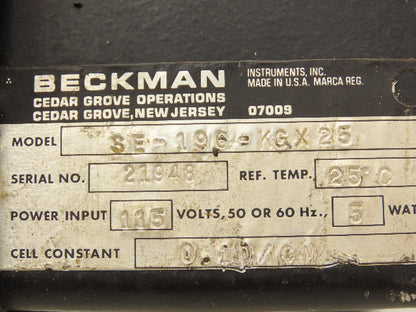 BECKMAN INSTRUMENTS, INC.
MADE IN U.S.A. MARCA REG.
CEDAR GROVE OPERATIONS
CEDAR GROVE, NEW JERSEY 07009
MODEL SE-196-KGX25
SERIAL NO. 21948 REF. TEMP. 25°C
POWER INPUT 115 VOLTS, 50 OR 60 Hz., 5
CELL CONSTANT /CM